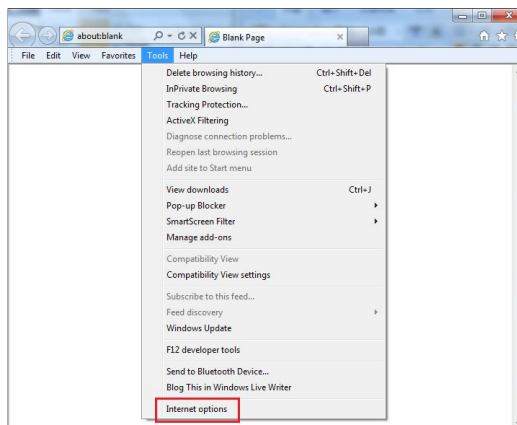 about:blank
Blank Page
File Edit View Favorites Tools Help
Delete browsing history... Ctrl+Shift+Del
InPrivate Browsing Ctrl+Shift+P
Tracking Protection...
ActiveX Filtering
Diagnose connection problems...
Reopen last browsing session
Add site to Start menu
View downloads Ctrl+J
Pop-up Blocker
SmartScreen Filter
Manage add-ons
Compatibility View
Compatibility View settings
Subscribe to this feed...
Feed discovery
Windows Update
F12 developer tools
Send to Bluetooth Device...
Blog This in Windows Live Writer
Internet options